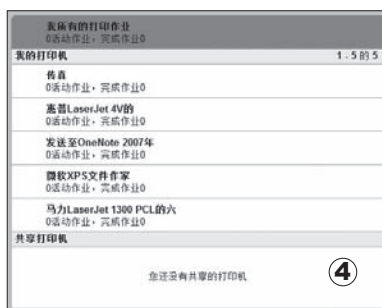 我所有的打印作业
0活动作业，完成作业0
我的打印机 1 - 5 的 5
传真
0活动作业，完成作业0
惠普LaserJet 4V的
0活动作业，完成作业0
发送至OneNote 2007年
0活动作业，完成作业0
微软XPS文件作家
0活动作业，完成作业0
马力LaserJet 1300 PCL的六
0活动作业，完成作业0
共享打印机
您还没有共享的打印机
④